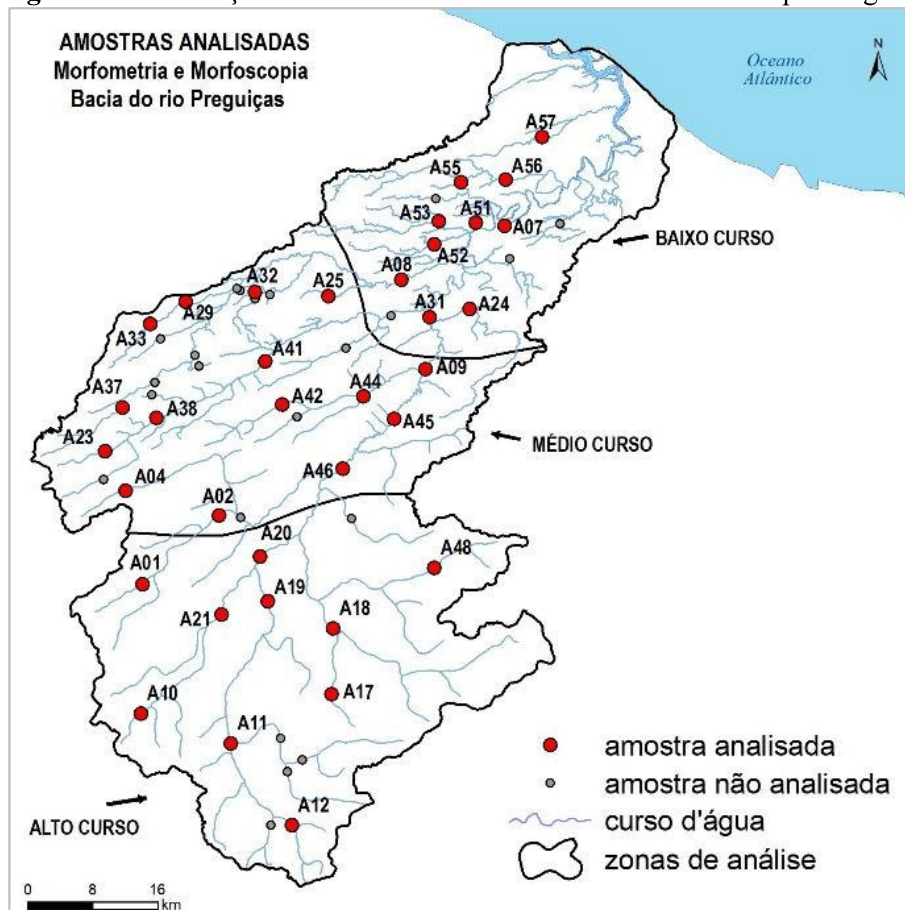 AMOSTRAS ANALISADAS
Morfometria e Morfoscopia
Bacia do rio Preguiças
Oceano
Atlântico
N
A57
A55
A56
A53
A51
A07
A52
BAIXO CURSO
A08
A32
A25
A31
A24
A29
A33
A41
A09
A37
A38
A42
A44
A45
A23
MÉDIO CURSO
A04
A46
A02
A20
A48
A01
A19
A21
A18
A10
A17
A11
A12
ALTO CURSO
amostra analisada
amostra não analisada
curso d'água
zonas de análise
0 8 16
km